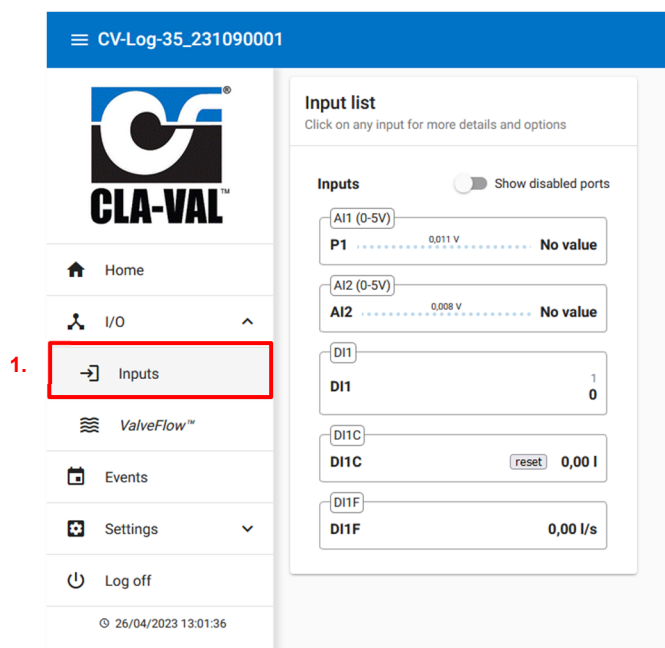 CV-Log-35_231090001
®
CLA-VAL™
Home
I/O
1.
Inputs
ValveFlow™
Events
Settings
Log off
26/04/2023 13:01:36
Input list
Click on any input for more details and options
Inputs Show disabled ports
AI1 (0-5V)
P1 0,011 V No value
AI2 (0-5V)
AI2 0,008 V No value
DI1
1
DI1
0
DI1C
DI1C reset 0,00 l
DI1F
DI1F 0,00 l/s